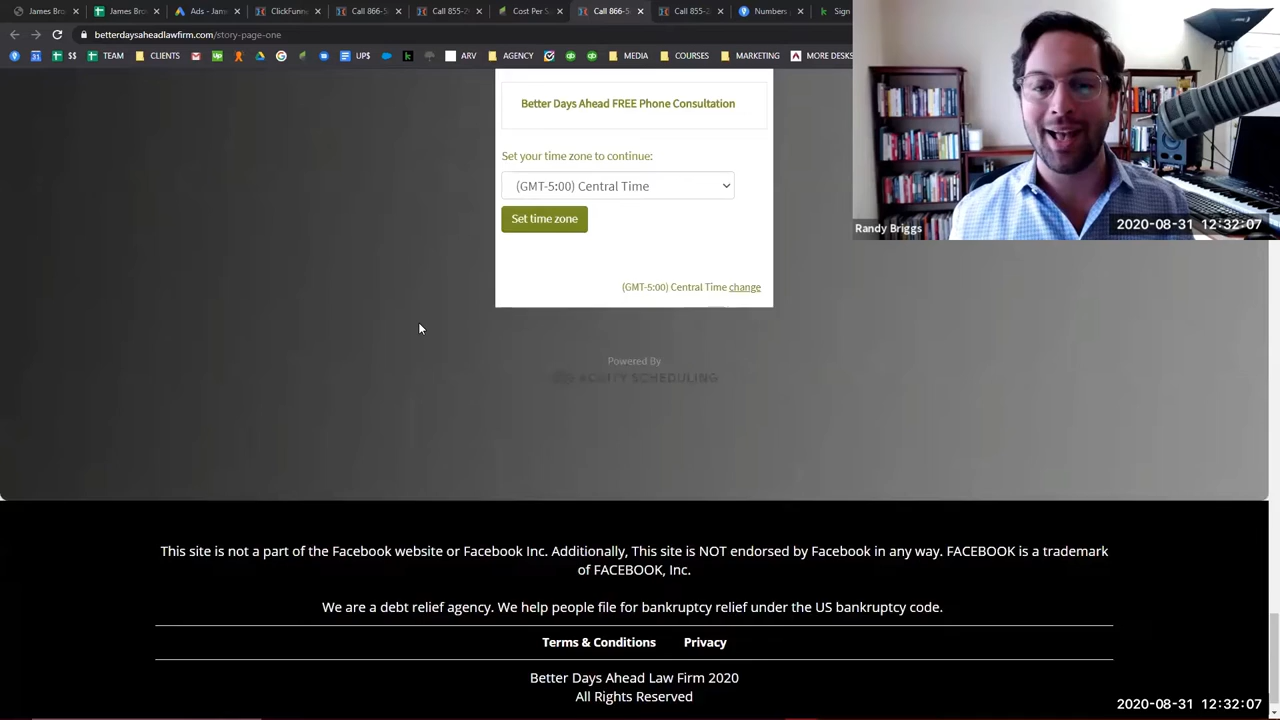 James Bro
James Bro
Ads - Jam
ClickFunne
Call 866-5
Call 855-2
Cost Per S
Call 866-5
Call 855-2
Numbers
Sign
betterdaysaheadlawfirm.com/story-page-one
$$
TEAM
CLIENTS
UP$
ARV
AGENCY
MEDIA
COURSES
MARKETING
MORE DESKS
Better Days Ahead FREE Phone Consultation
Set your time zone to continue:
(GMT-5:00) Central Time
Set time zone
(GMT-5:00) Central Time change
Randy Briggs
2020-08-31 12:32:07
Powered By
ACUITY SCHEDULING
This site is not a part of the Facebook website or Facebook Inc. Additionally, This site is NOT endorsed by Facebook in any way. FACEBOOK is a trademark
of FACEBOOK, Inc.
We are a debt relief agency. We help people file for bankruptcy relief under the US bankruptcy code.
Terms & Conditions Privacy
Better Days Ahead Law Firm 2020
All Rights Reserved
2020-08-31 12:32:07